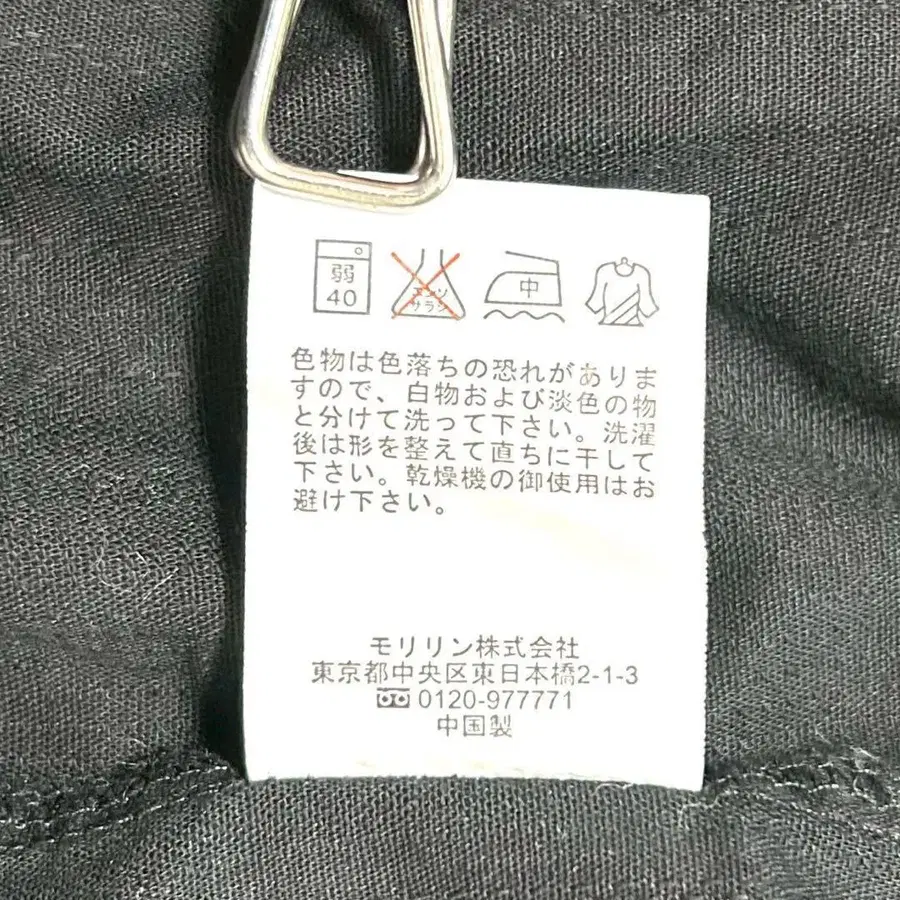 弱
40
エンソ
サラシ
中
色物は色落ちの恐れがありま
すので、白物および淡色の物
と分けて洗って下さい。洗濯
後は形を整えて直ちに干して
下さい。乾燥機の御使用はお
避け下さい。
モリリン株式会社
東京都中央区東日本橋2-1-3
0120-977771
中国製